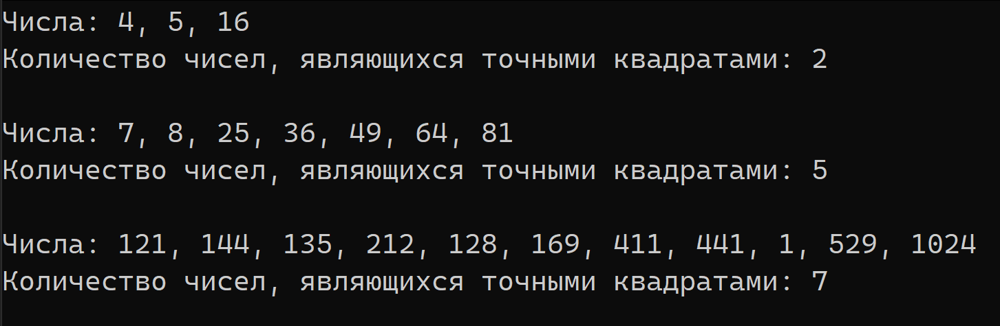 Числа: 4, 5, 16
Количество чисел, являющихся точными квадратами: 2
Числа: 7, 8, 25, 36, 49, 64, 81
Количество чисел, являющихся точными квадратами: 5
Числа: 121, 144, 135, 212, 128, 169, 411, 441, 1, 529, 1024
Количество чисел, являющихся точными квадратами: 7